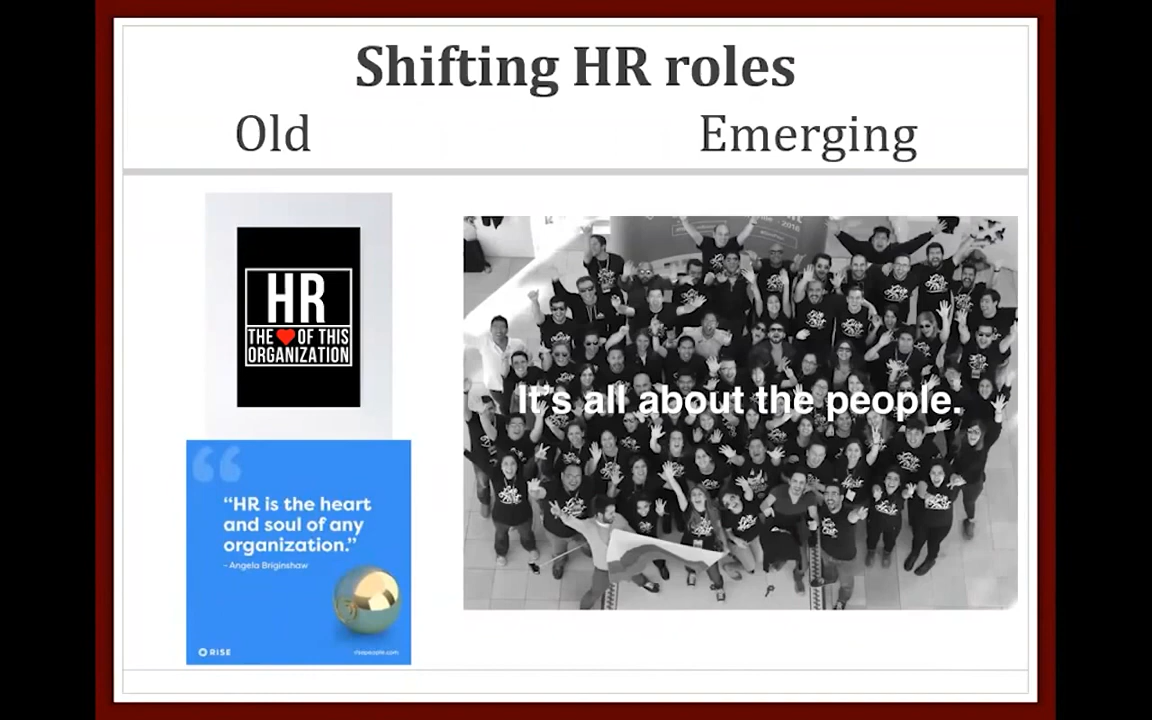 Shifting HR roles
Old
Emerging
HR
THE
OF THIS
ORGANIZATION
“HR is the heart
and soul of any
organization.”
- Angela Briginshaw
RISE
risepeople.com
2016
It’s all about the people.